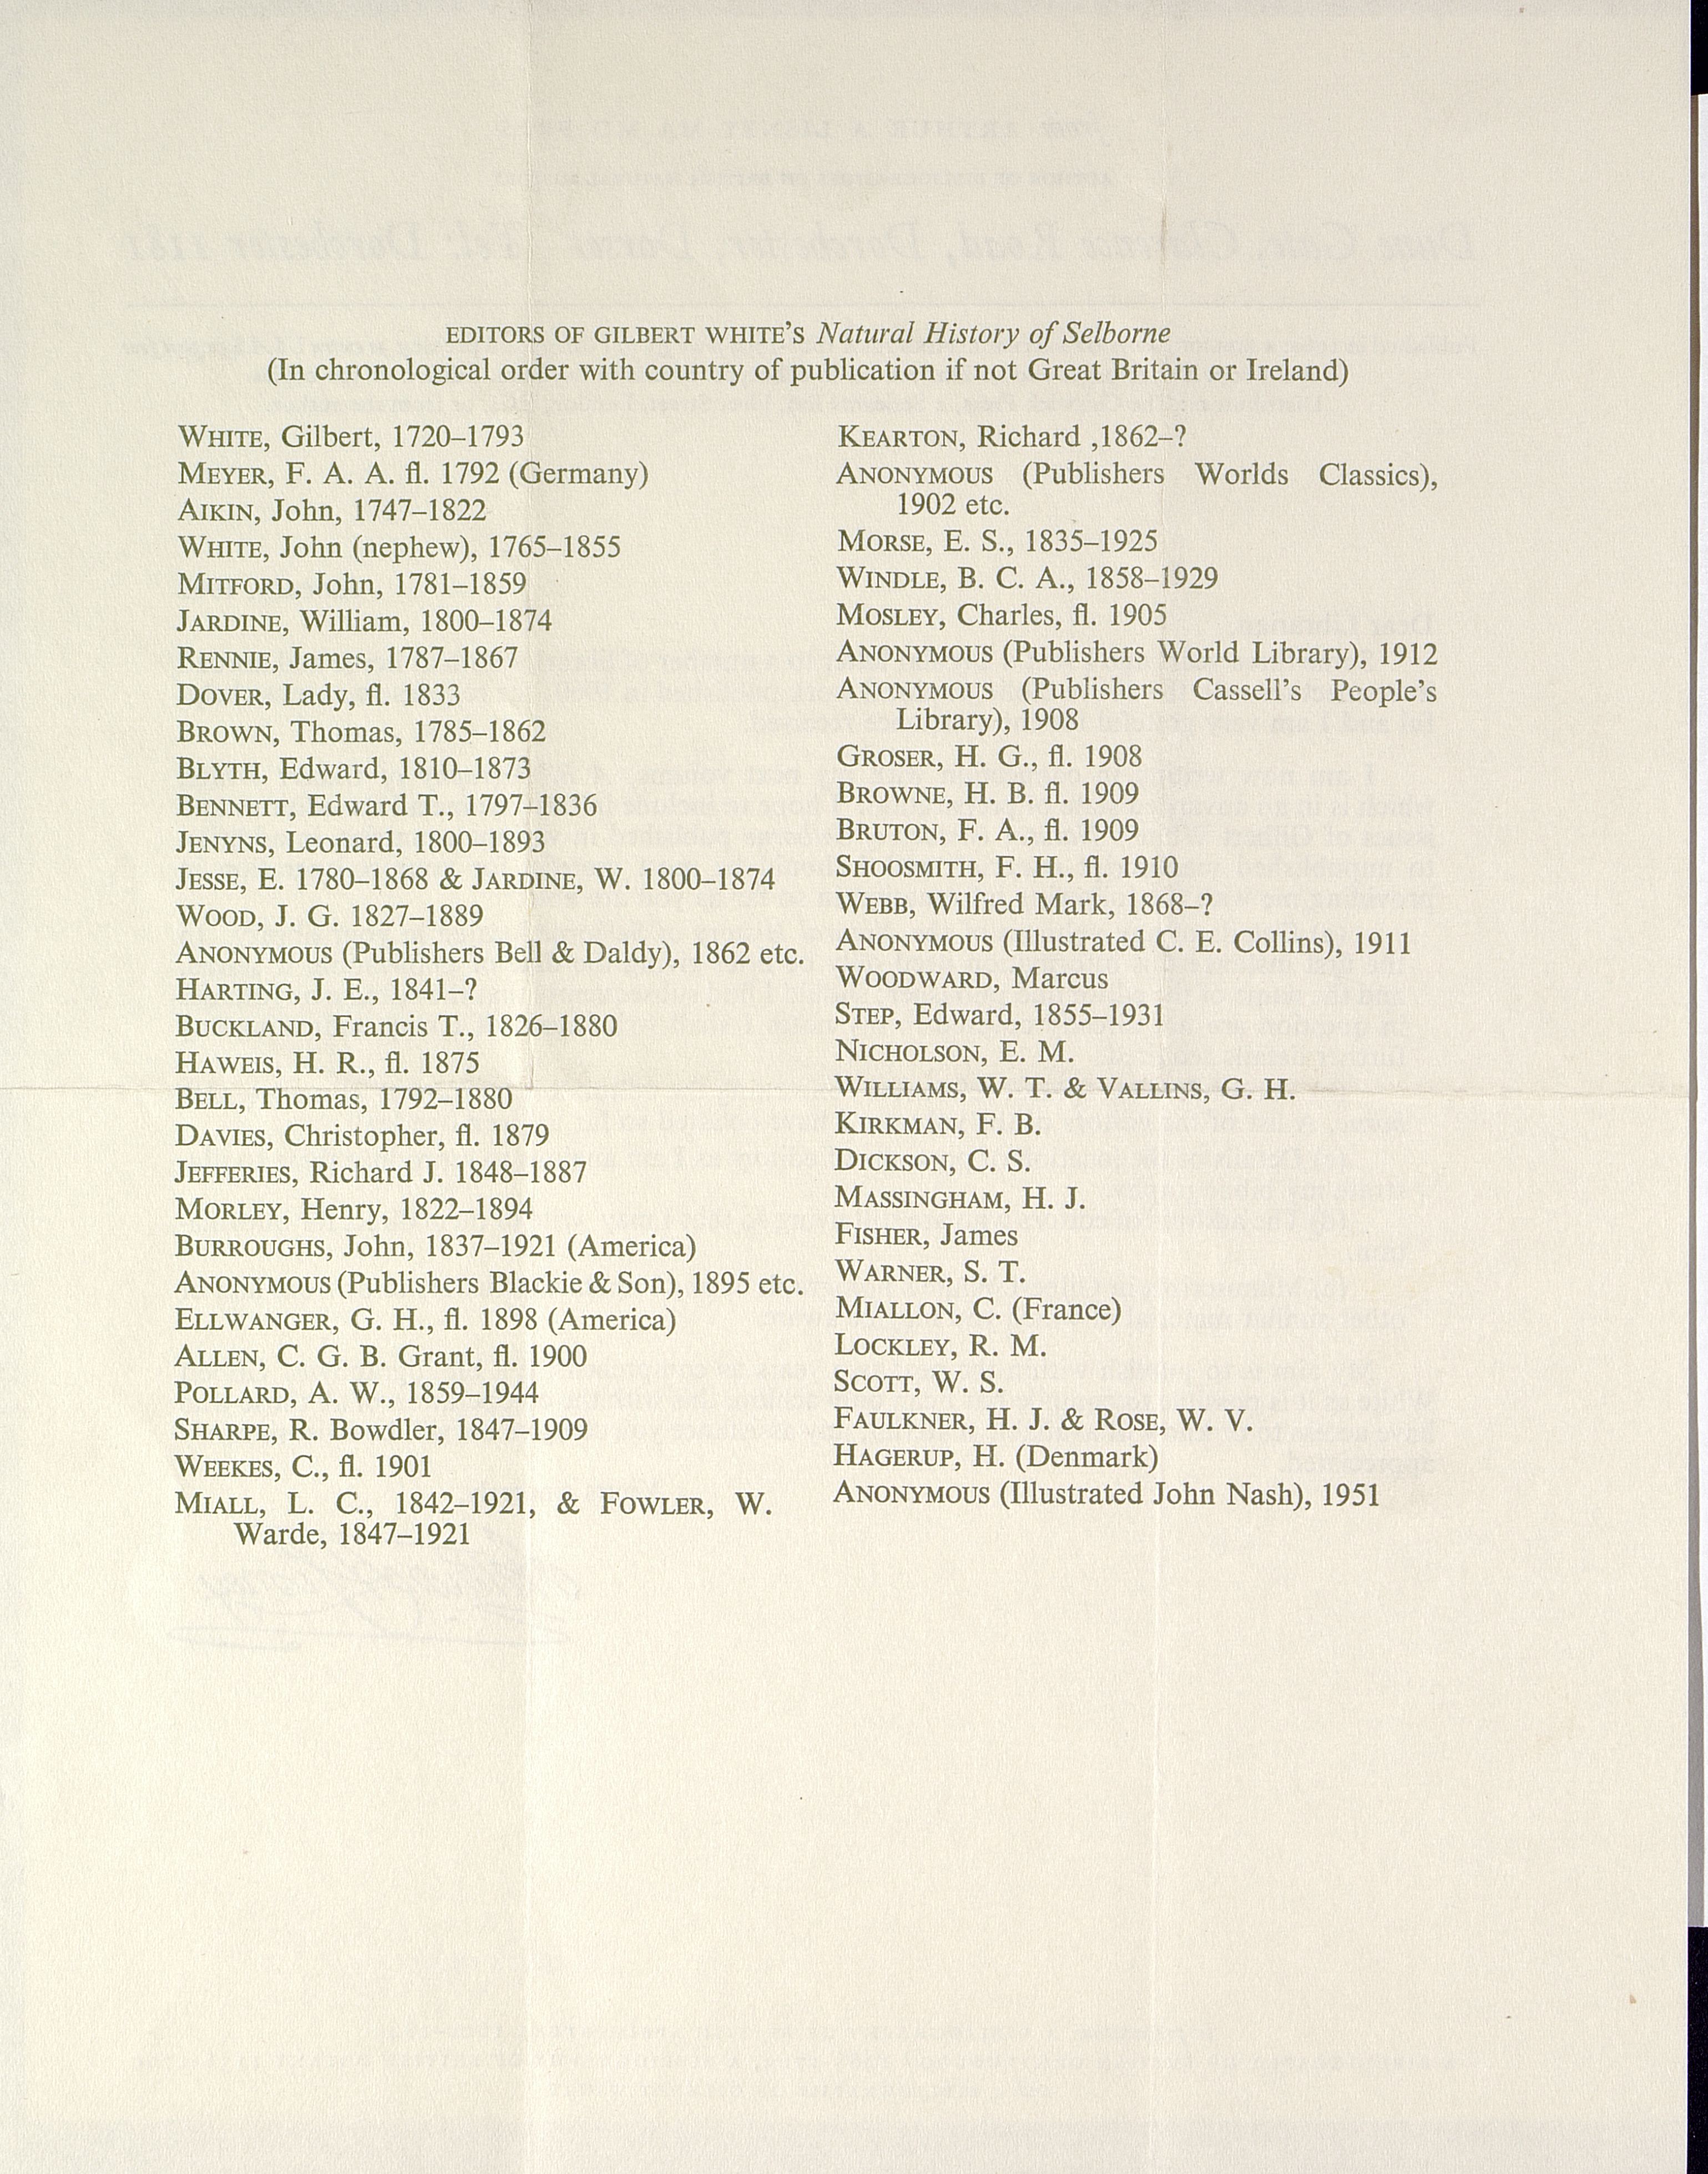 EDITORS OF GILBERT WHITE'S Natural History of Selborne
(In chronological order with country of publication if not Great Britain or Ireland)
WHITE, Gilbert, 1720–1793
MEYER, F. A. A. fl. 1792 (Germany)
AIKIN, John, 1747–1822
WHITE, John (nephew), 1765–1855
MITFORD, John, 1781–1859
JARDINE, William, 1800–1874
RENNIE, James, 1787–1867
DOVER, Lady, fl. 1833
BROWN, Thomas, 1785–1862
BLYTH, Edward, 1810–1873
BENNETT, Edward T., 1797–1836
JENYNS, Leonard, 1800–1893
JESSE, E. 1780–1868 & JARDINE, W. 1800–1874
WOOD, J. G. 1827–1889
ANONYMOUS (Publishers Bell & Daldy), 1862 etc.
HARTING, J. E., 1841–?
BUCKLAND, Francis T., 1826–1880
HAWEIS, H. R., fl. 1875
BELL, Thomas, 1792–1880
DAVIES, Christopher, fl. 1879
JEFFERIES, Richard J. 1848–1887
MORLEY, Henry, 1822–1894
BURROUGHS, John, 1837–1921 (America)
ANONYMOUS (Publishers Blackie & Son), 1895 etc.
ELLWANGER, G. H., fl. 1898 (America)
ALLEN, C. G. B. Grant, fl. 1900
POLLARD, A. W., 1859–1944
SHARPE, R. Bowdler, 1847–1909
WEEKES, C., fl. 1901
MIALL, L. C., 1842–1921, & FOWLER, W.
Warde, 1847–1921
KEARTON, Richard ,1862–?
ANONYMOUS (Publishers Worlds Classics),
1902 etc.
MORSE, E. S., 1835–1925
WINDLE, B. C. A., 1858–1929
MOSLEY, Charles, fl. 1905
ANONYMOUS (Publishers World Library), 1912
ANONYMOUS (Publishers Cassell's People's
Library), 1908
GROSER, H. G., fl. 1908
BROWNE, H. B. fl. 1909
BRUTON, F. A., fl. 1909
SHOOSMITH, F. H., fl. 1910
WEBB, Wilfred Mark, 1868–?
ANONYMOUS (Illustrated C. E. Collins), 1911
WOODWARD, Marcus
STEP, Edward, 1855–1931
NICHOLSON, E. M.
WILLIAMS, W. T. & VALLINS, G. H.
KIRKMAN, F. B.
DICKSON, C. S.
MASSINGHAM, H. J.
FISHER, James
WARNER, S. T.
MIALLON, C. (France)
LOCKLEY, R. M.
SCOTT, W. S.
FAULKNER, H. J. & ROSE, W. V.
HAGERUP, H. (Denmark)
ANONYMOUS (Illustrated John Nash), 1951